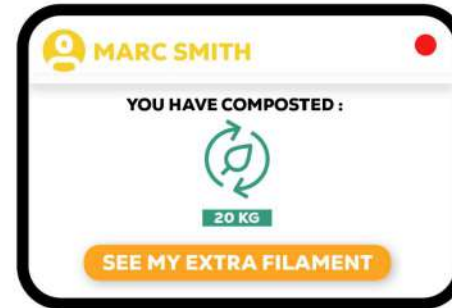 MARC SMITH
YOU HAVE COMPOSTED :
20 KG
SEE MY EXTRA FILAMENT